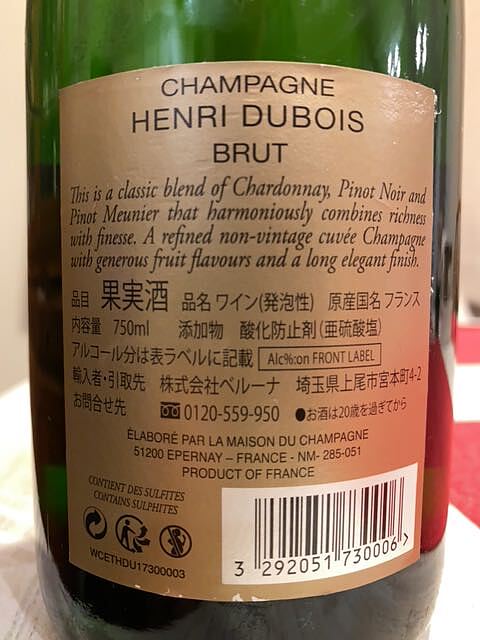 CHAMPAGNE
HENRI DUBOIS
BRUT
This is a classic blend of Chardonnay, Pinot Noir and
Pinot Meunier that harmoniously combines richness
with finesse. A refined non-vintage cuvée Champagne
with generous fruit flavours and a long elegant finish.
品目 果実酒 品名 ワイン(発泡性) 原産国名 フランス
内容量 750ml 添加物 酸化防止剤(亜硫酸塩)
アルコール分は表ラベルに記載 Alc%:on FRONT LABEL
輸入者・引取先 株式会社ベルーナ 埼玉県上尾市宮本町4-2
お問合せ先 0120-559-950 ●お酒は20歳を過ぎてから
ÉLABORÉ PAR LA MAISON DU CHAMPAGNE
51200 EPERNAY – FRANCE - NM- 285-051
PRODUCT OF FRANCE
CONTIENT DES SULFITES
CONTAINS SULPHITES
WCETHDU17300003
3 292051 730006 >